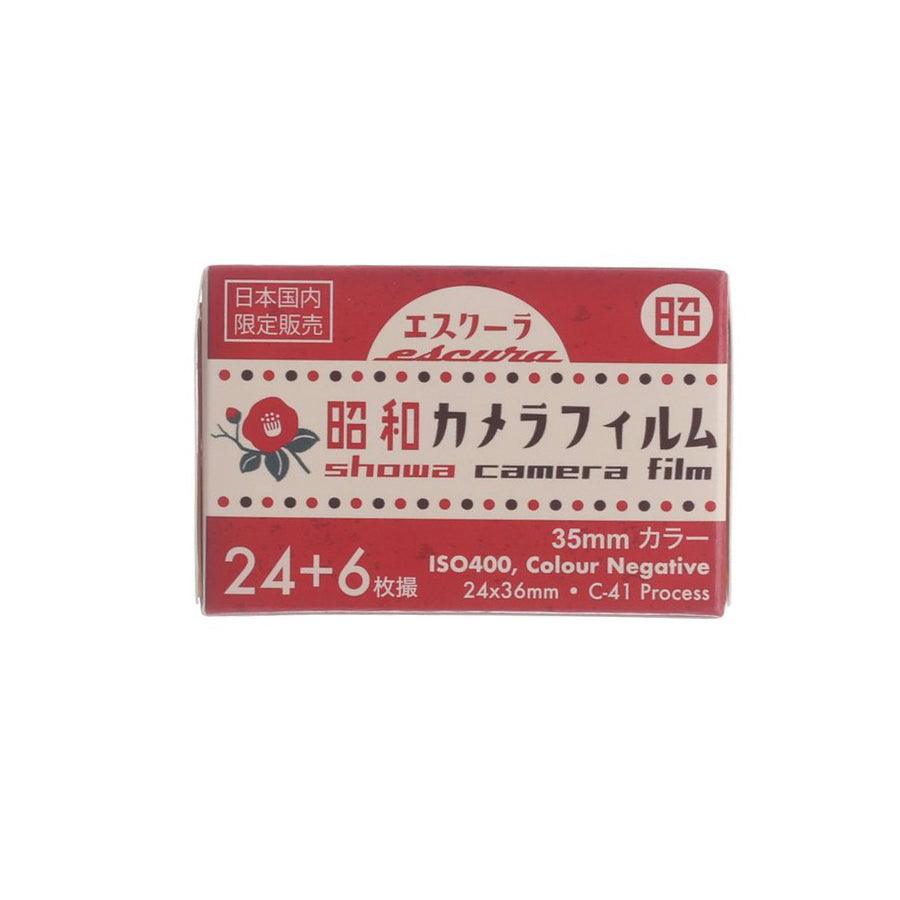 日本国内
限定販売
エスクーラ
escura
昭
昭和カメラフィルム
showa camera film
24+6枚撮
35mm カラー
ISO400, Colour Negative
24x36mm • C-41 Process